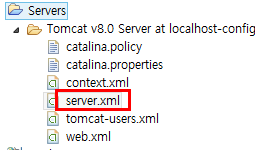 Servers
Tomcat v8.0 Server at localhost-config
catalina.policy
catalina.properties
context.xml
server.xml
tomcat-users.xml
web.xml